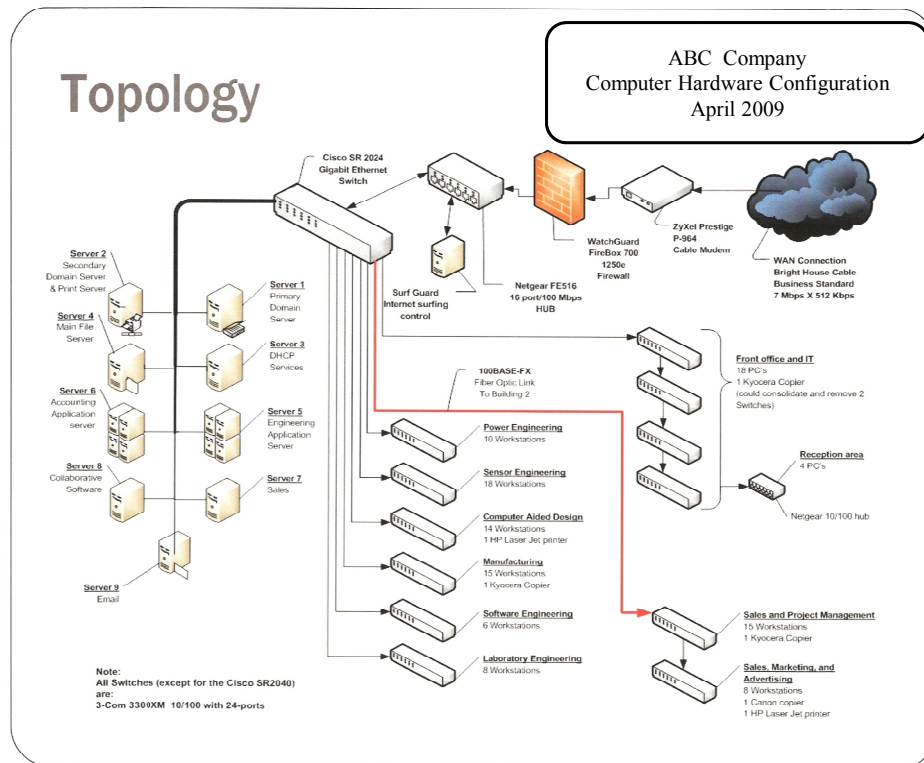 Topology
ABC Company
Computer Hardware Configuration
April 2009
Cisco SR 2024
Gigabit Ethernet
Switch
Surf Guard
Internet surfing
control
Netgear FE516
16 port/100 Mbps
HUB
WatchGuard
FireBox 700
1250e
Firewall
ZyXel Prestige
P-964
Cable Modem
WAN Connection
Bright House Cable
Business Standard
7 Mbps X 512 Kbps
Server 2
Secondary
Domain Server
& Print Server
Server 1
Primary
Domain
Server
Server 4
Main File
Server
Server 3
DHCP
Services
Server 6
Accounting
Application
server
Server 5
Engineering
Application
Server
Server 8
Collaborative
Software
Server 7
Sales
Server 9
Email
100BASE-FX
Fiber Optic Link
To Building 2
Front office and IT
18 PC's
1 Kyocera Copier
(could consolidate and remove 2
Switches)
Reception area
4 PC's
Netgear 10/100 hub
Power Engineering
10 Workstations
Sensor Engineering
18 Workstations
Computer Aided Design
14 Workstations
1 HP Laser Jet printer
Manufacturing
15 Workstations
1 Kyocera Copier
Software Engineering
6 Workstations
Laboratory Engineering
8 Workstations
Sales and Project Management
15 Workstations
1 Kyocera Copier
Sales, Marketing, and
Advertising
8 Workstations
1 Canon copier
1 HP Laser Jet printer
Note:
All Switches (except for the Cisco SR2040)
are:
3-Com 3300XM 10/100 with 24-ports